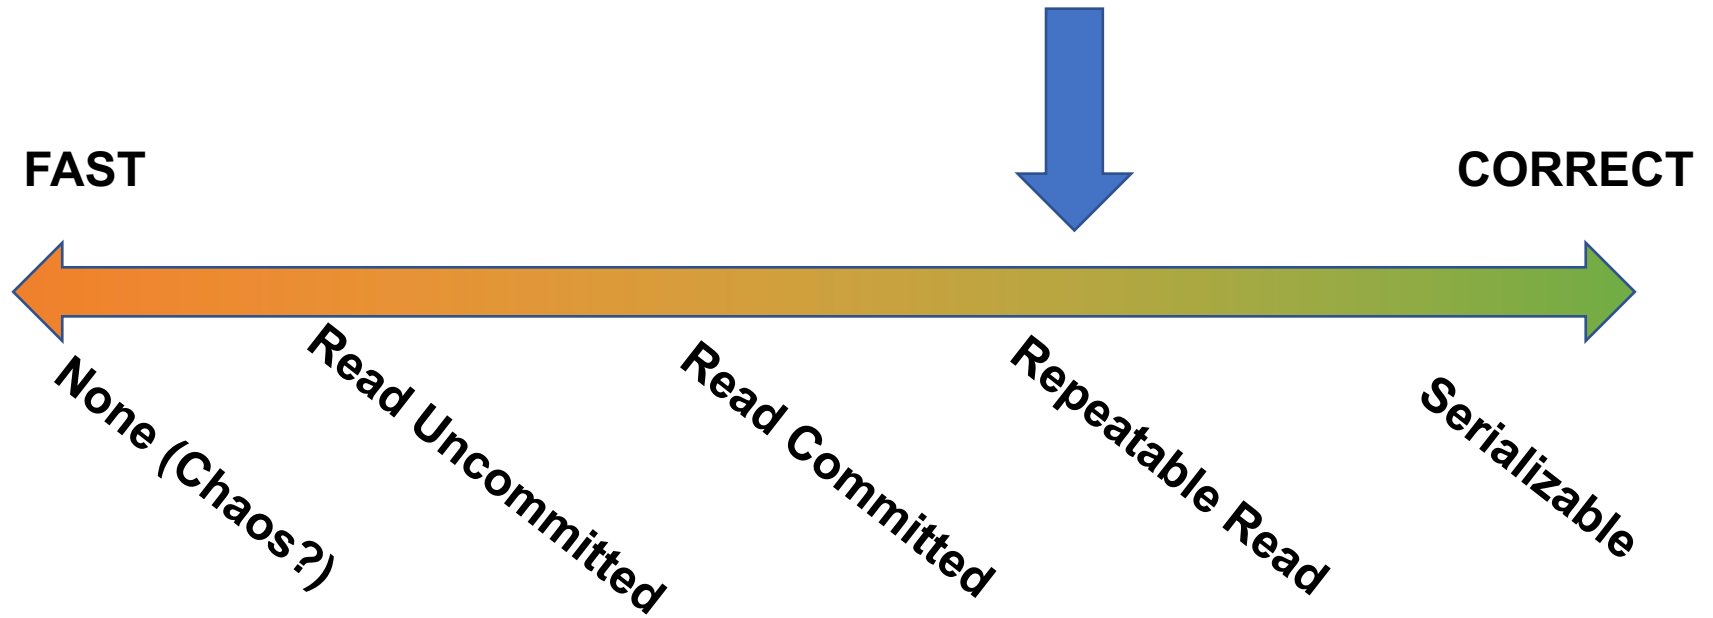 FAST
CORRECT
None (Chaos?)
Read Uncommitted
Read Committed
Repeatable Read
Serializable